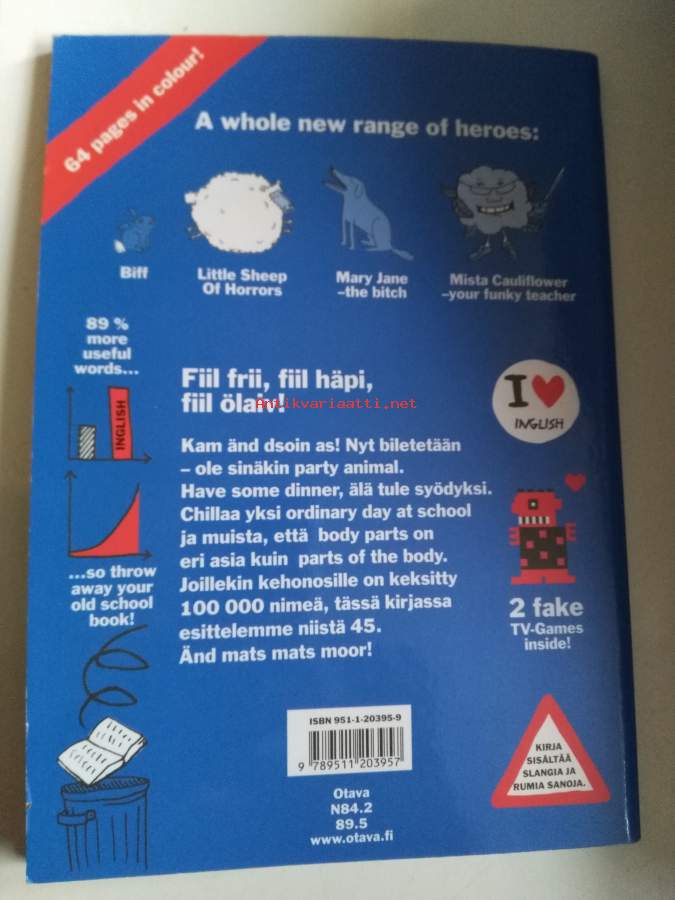 64 pages in colour!
A whole new range of heroes:
Biff
Little Sheep
Of Horrors
Mary Jane
–the bitch
Mista Cauliflower
–your funky teacher
89 %
more
useful
words...
INGLISH
...so throw
away your
old school
book!
Fiil frii, fiil häpi,
fiil ölait!
Antikvariaatti.net
Kam änd dsoin as! Nyt biletetään
– ole sinäkin party animal.
Have some dinner, älä tule syödyksi.
Chillaa yksi ordinary day at school
ja muista, että body parts on
eri asia kuin parts of the body.
Joillekin kehonosille on keksitty
100 000 nimeä, tässä kirjassa
esittelemme niistä 45.
Änd mats mats moor!
I
INGLISH
2 fake
TV-Games
inside!
ISBN 951-1-20395-9
9 789511 203957
Otava
N84.2
89.5
www.otava.fi
KIRJA
SISÄLTÄÄ
SLANGIA JA
RUMIA SANOJA.